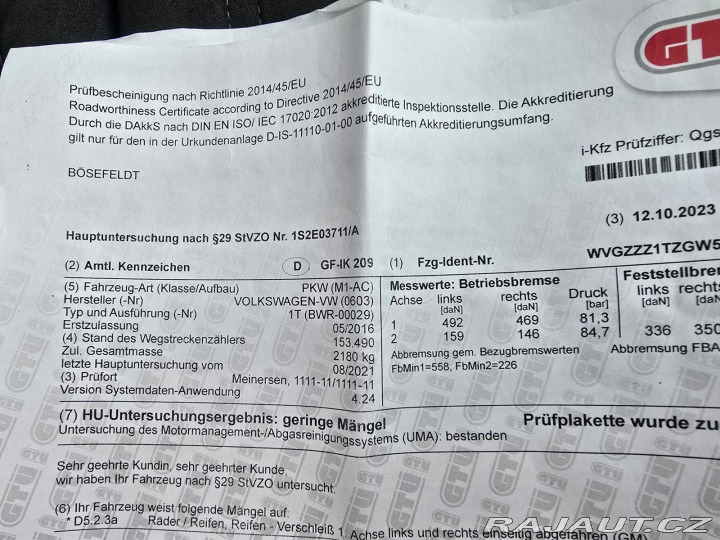 GTÜ
Prüfbescheinigung nach Richtlinie 2014/45/EU
Roadworthiness Certificate according to Directive 2014/45/EU
Durch die DAkkS nach DIN EN ISO/ IEC 17020:2012 akkreditierte Inspektionsstelle. Die Akkreditierung
gilt nur für den in der Urkundenanlage D-IS-11110-01-00 aufgeführten Akkreditierungsumfang.
i-Kfz Prüfziffer: Qgs
BÖSEFELDT
(3) 12.10.2023
Hauptuntersuchung nach §29 StVZO Nr. 1S2E03711/A
(2) Amtl. Kennzeichen D GF-IK 209 (1) Fzg-Ident-Nr. WVGZZZ1TZGW5
(5) Fahrzeug-Art (Klasse/Aufbau) PKW (M1-AC)
Hersteller (-Nr) VOLKSWAGEN-VW (0603)
Typ und Ausführung (-Nr) 1T (BWR-00029)
Erstzulassung 05/2016
(4) Stand des Wegstreckenzählers 153.490
Zul. Gesamtmasse 2180 kg
letzte Hauptuntersuchung vom 08/2021
(3) Prüfort Meinersen, 1111-11/1111-11
Version Systemdaten-Anwendung 4.24
Messwerte: Betriebsbremse Feststellbrem
Achse links rechts Druck links rechts
[daN] [daN] [bar] [daN] [daN]
1 492 469 81,3
2 159 146 84,7 336 350
Abbremsung gem. Bezugbremswerten Abbremsung FBA
FbMin1=558, FbMin2=226
(7) HU-Untersuchungsergebnis: geringe Mängel Prüfplakette wurde zu
Untersuchung des Motormanagement-/Abgasreinigungssystems (UMA): bestanden
Sehr geehrte Kundin, sehr geehrter Kunde,
wir haben Ihr Fahrzeug nach §29 StVZO untersucht.
(6) Ihr Fahrzeug weist folgende Mängel auf:
* D5.2.3a Räder / Reifen, Reifen - Verschleiß 1. Achse links und rechts einseitig abgefahren (GM)
RAJAUT.CZ